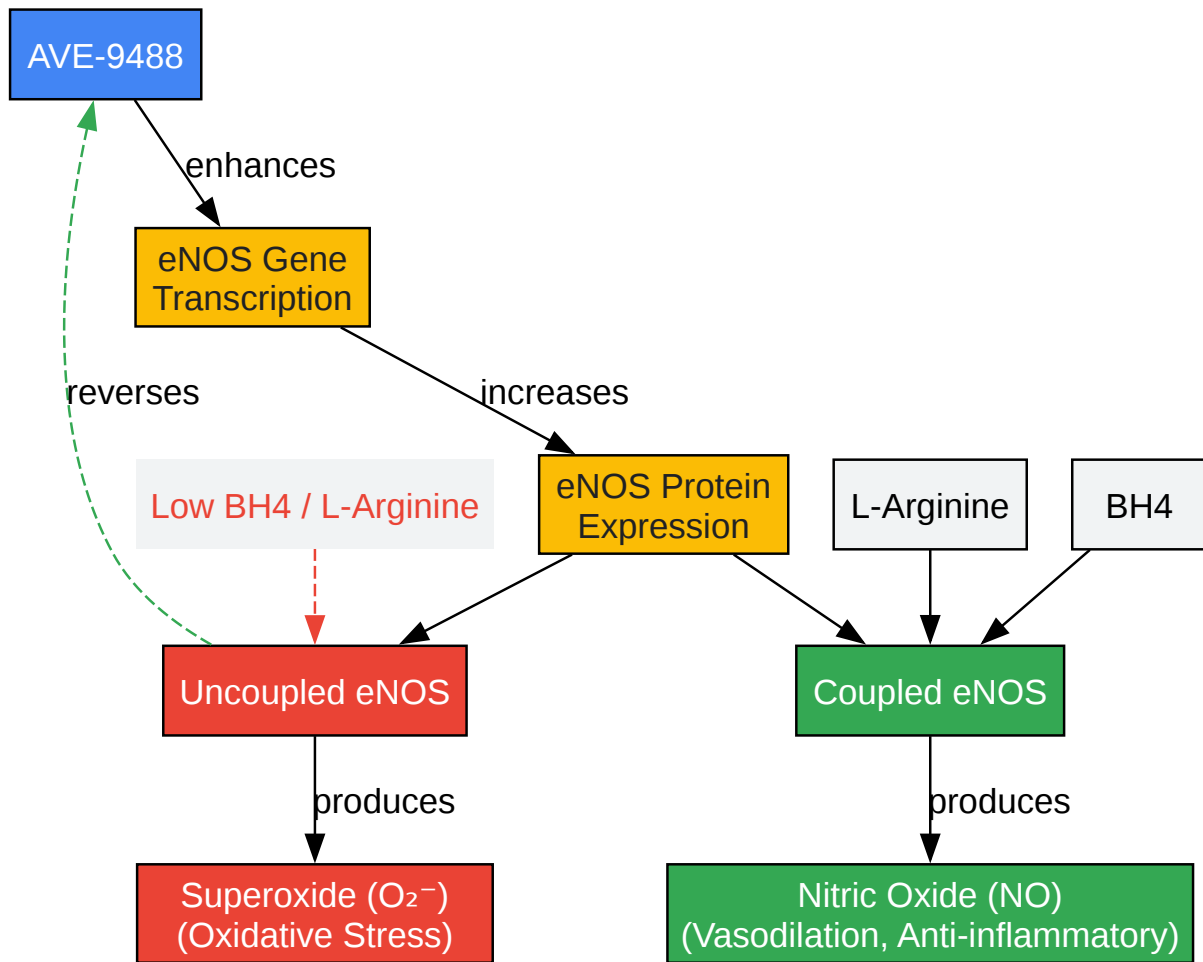 AVE-9488
enhances
eNOS Gene
Transcription
reverses
increases
Low BH4 / L-Arginine
eNOS Protein
Expression
L-Arginine
BH4
Uncoupled eNOS
Coupled eNOS
produces
produces
Superoxide (O₂⁻)
(Oxidative Stress)
Nitric Oxide (NO)
(Vasodilation, Anti-inflammatory)